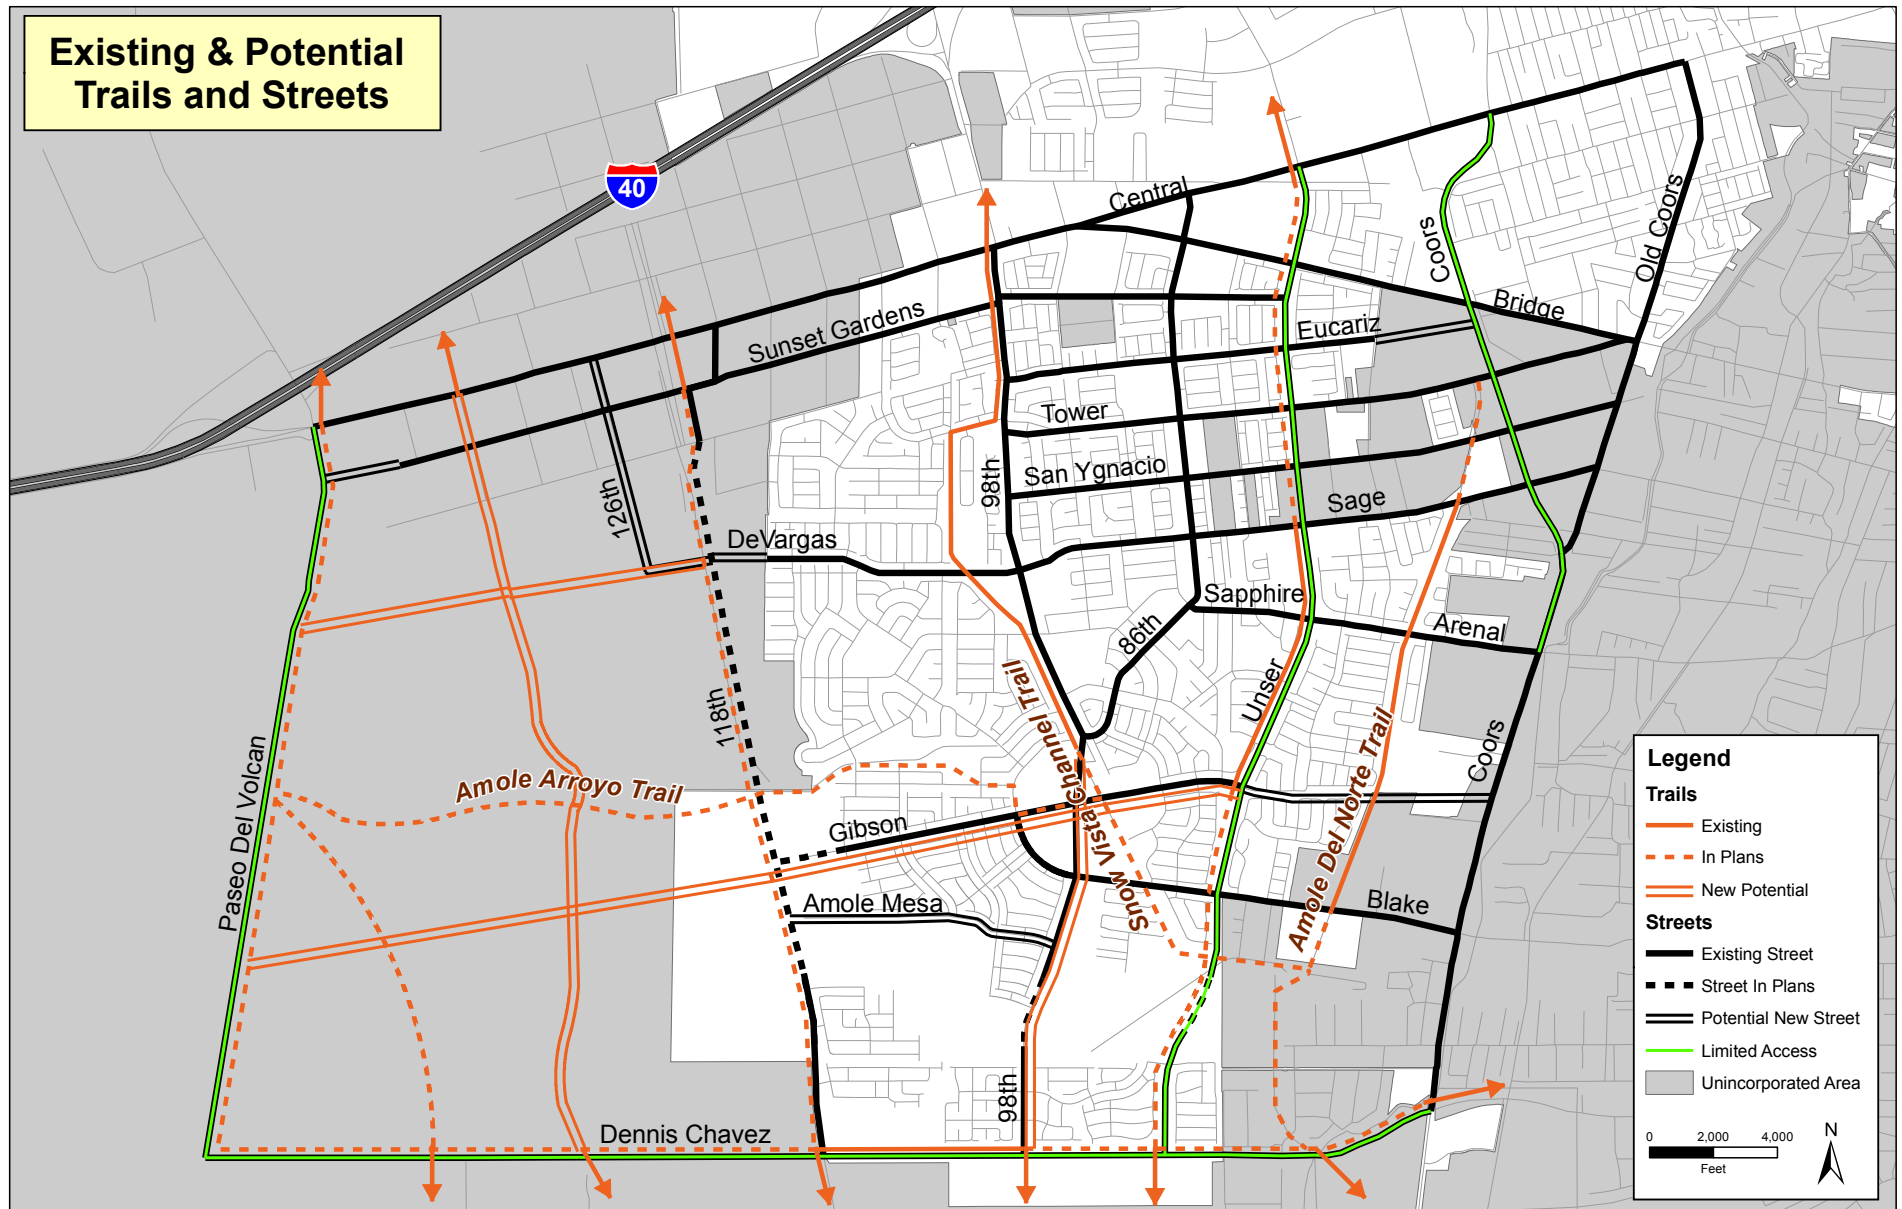 Existing & Potential
Trails and Streets
40
Central
Coors
Old Coors
Sunset Gardens
Bridge
Eucariz
Tower
98th
San Ygnacio
Sage
126th
DeVargas
Sapphire
86th
Arenal
118th
Unser
Snow Vista Channel Trail
Amole Del Norte Trail
Coors
Paseo Del Volcan
Amole Arroyo Trail
Gibson
Amole Mesa
Blake
98th
Dennis Chavez
Legend
Trails
Existing
In Plans
New Potential
Streets
Existing Street
Street In Plans
Potential New Street
Limited Access
Unincorporated Area
0 2,000 4,000
Feet
N